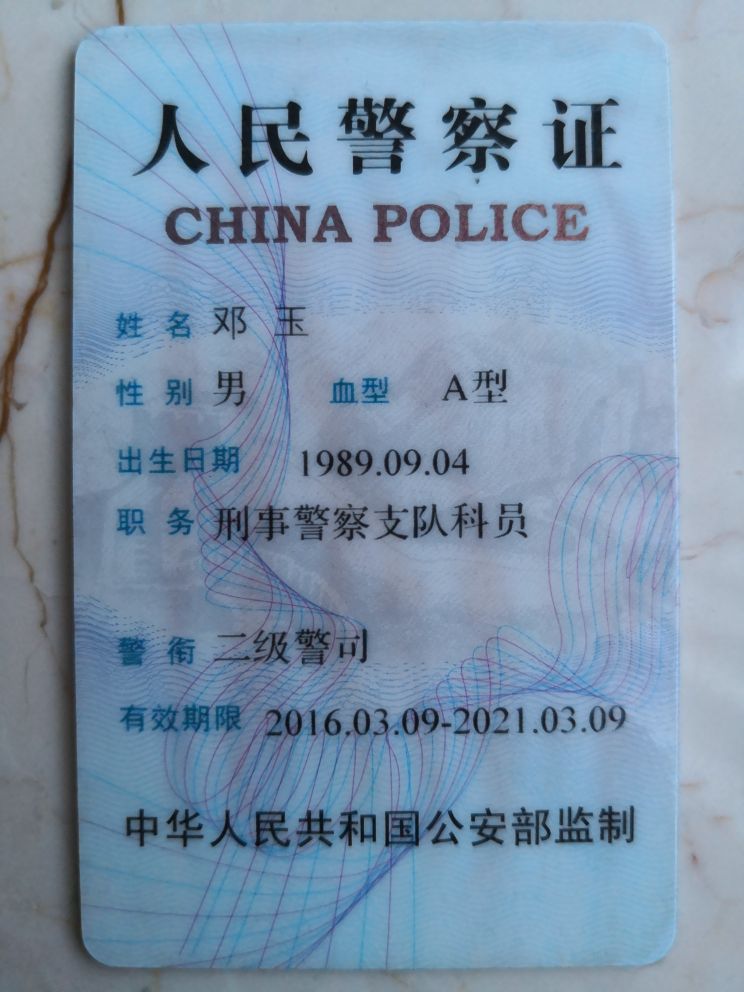 人民警察证
CHINA POLICE
姓名 邓玉
性别 男 血型 A型
出生日期 1989.09.04
职务 刑事警察支队科员
警衔 二级警司
有效期限 2016.03.09-2021.03.09
中华人民共和国公安部监制